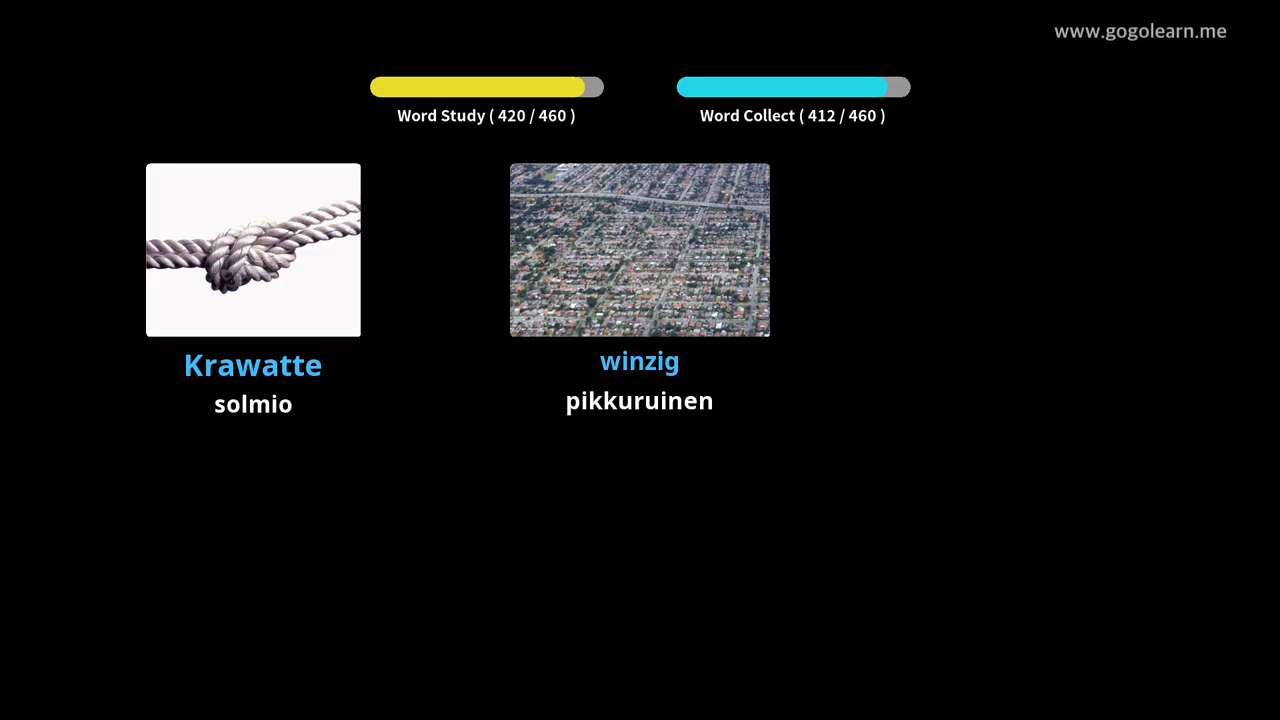 www.gogolearn.me
Word Study ( 420 / 460 )
Word Collect ( 412 / 460 )
Krawatte
solmio
winzig
pikkuruinen